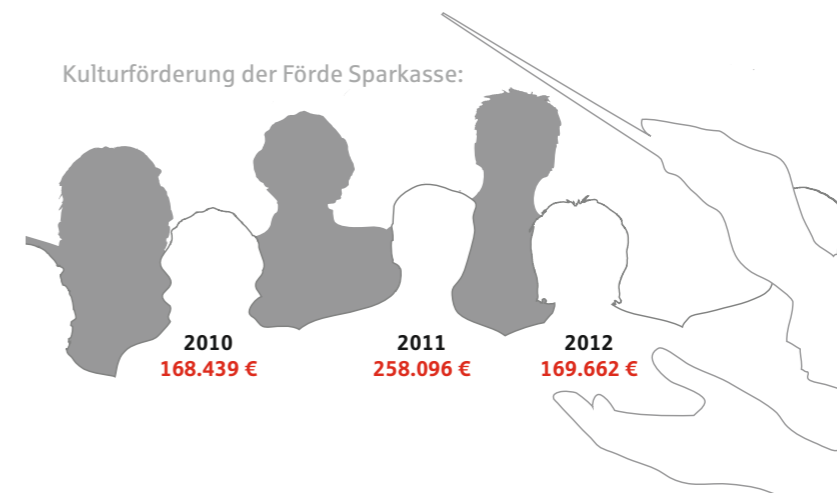 Kulturförderung der Förde Sparkasse:
2010 2011 2012
168.439 € 258.096 € 169.662 €